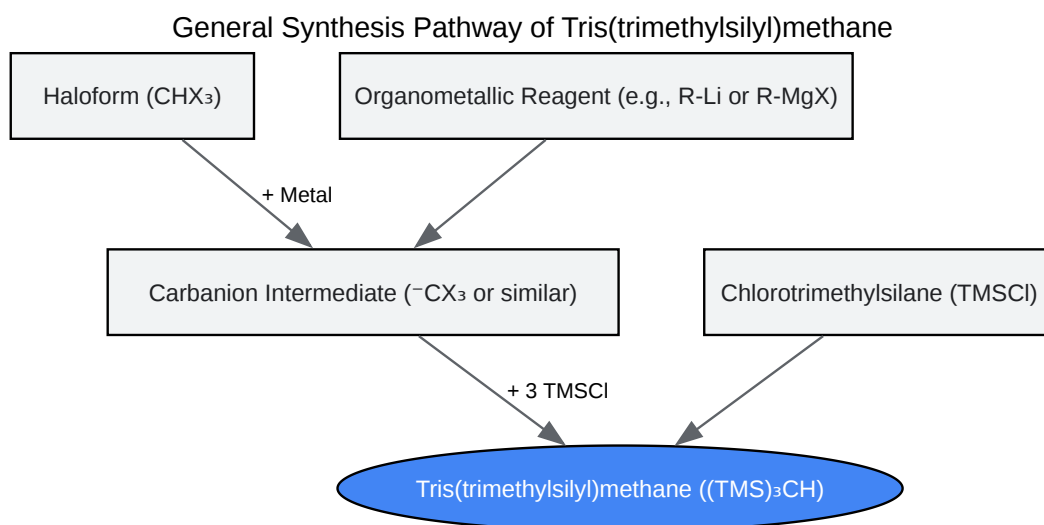 General Synthesis Pathway of Tris(trimethylsilyl)methane
Haloform (CHX₃)
Organometallic Reagent (e.g., R-Li or R-MgX)
+ Metal
Carbanion Intermediate (⁻CX₃ or similar)
Chlorotrimethylsilane (TMSCl)
+ 3 TMSCl
Tris(trimethylsilyl)methane ((TMS)₃CH)